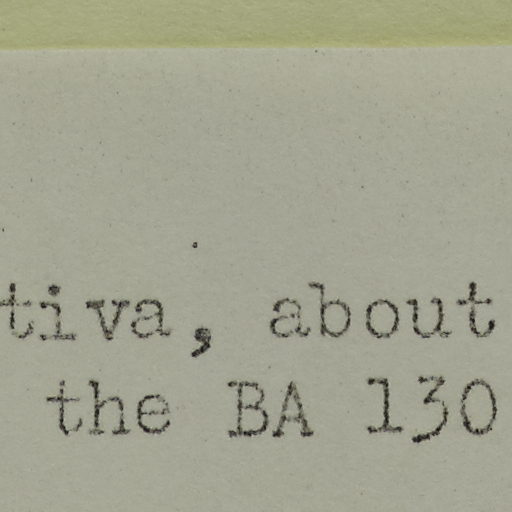 tiva, about
the BA 130